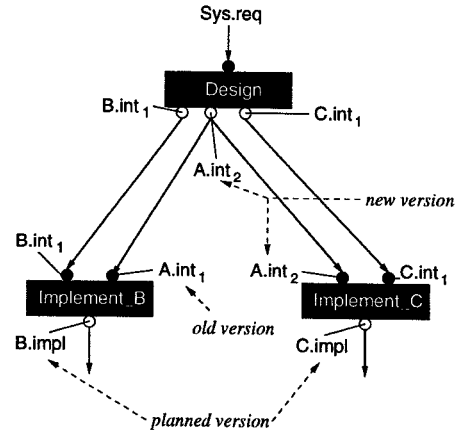 Sys.req
Design
B.int1
C.int1
A.int2
new version
B.int1
A.int1
A.int2
C.int1
Implement_B
Implement_C
old version
B.impl
C.impl
planned version